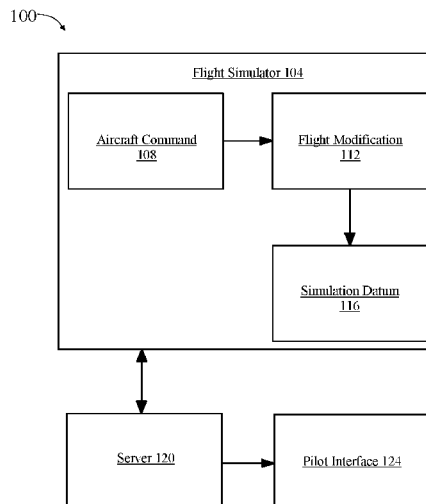 100
Flight Simulator 104
Aircraft Command
108
Flight Modification
112
Simulation Datum
116
Server 120
Pilot Interface 124